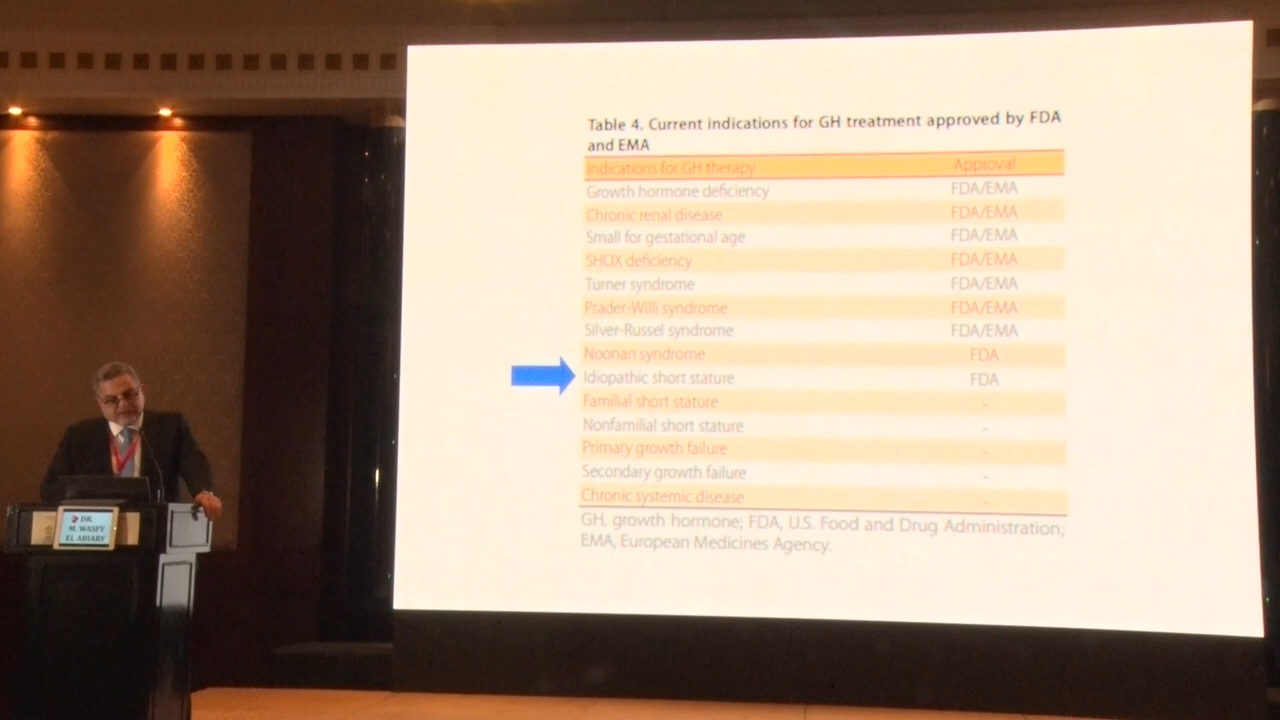 Table 4. Current indications for GH treatment approved by FDA
and EMA
Indications for GH therapy Approval
Growth hormone deficiency FDA/EMA
Chronic renal disease FDA/EMA
Small for gestational age FDA/EMA
SHOX deficiency FDA/EMA
Turner syndrome FDA/EMA
Prader-Willi syndrome FDA/EMA
Silver-Russel syndrome FDA/EMA
Noonan syndrome FDA
Idiopathic short stature FDA
Familial short stature -
Nonfamilial short stature -
Primary growth failure -
Secondary growth failure -
Chronic systemic disease -
GH, growth hormone; FDA, U.S. Food and Drug Administration;
EMA, European Medicines Agency.
DR.
M. WASFY
EL ABIARY